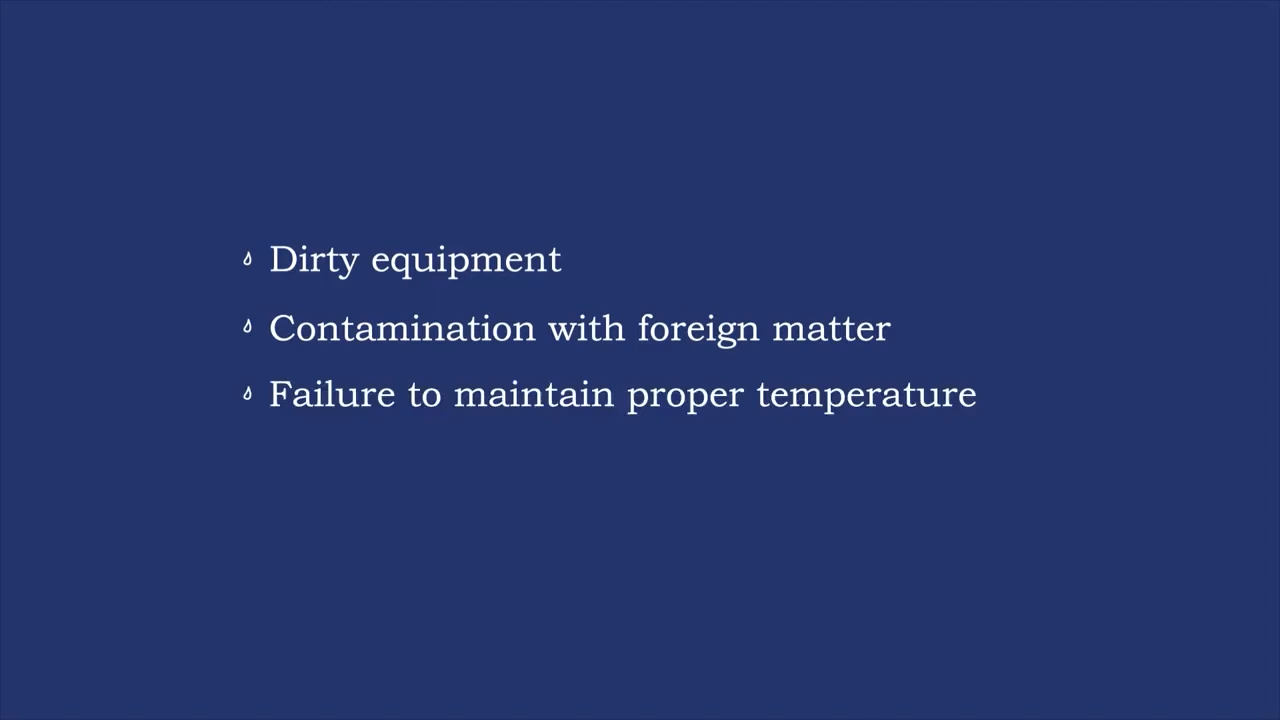 Dirty equipment
Contamination with foreign matter
Failure to maintain proper temperature